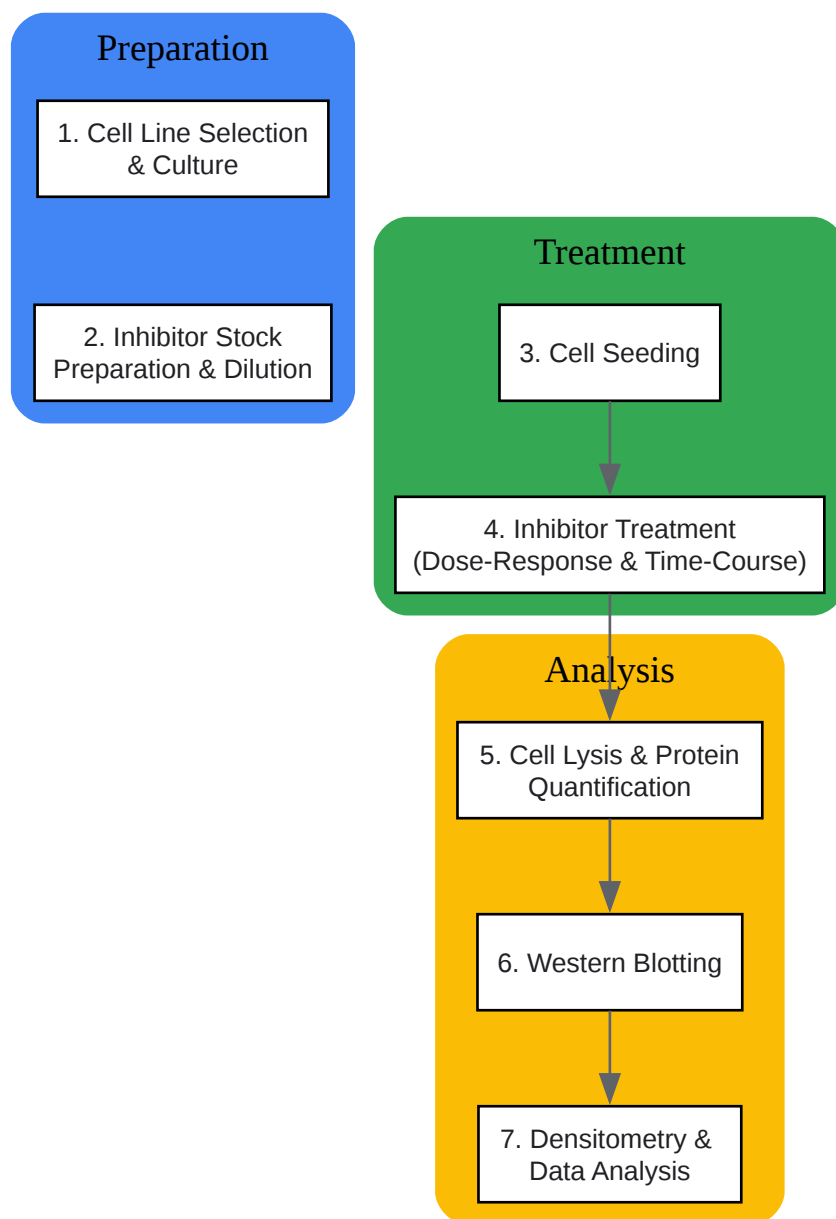 Preparation
1. Cell Line Selection
& Culture
2. Inhibitor Stock
Preparation & Dilution
Treatment
3. Cell Seeding
4. Inhibitor Treatment
(Dose-Response & Time-Course)
Analysis
5. Cell Lysis & Protein
Quantification
6. Western Blotting
7. Densitometry &
Data Analysis